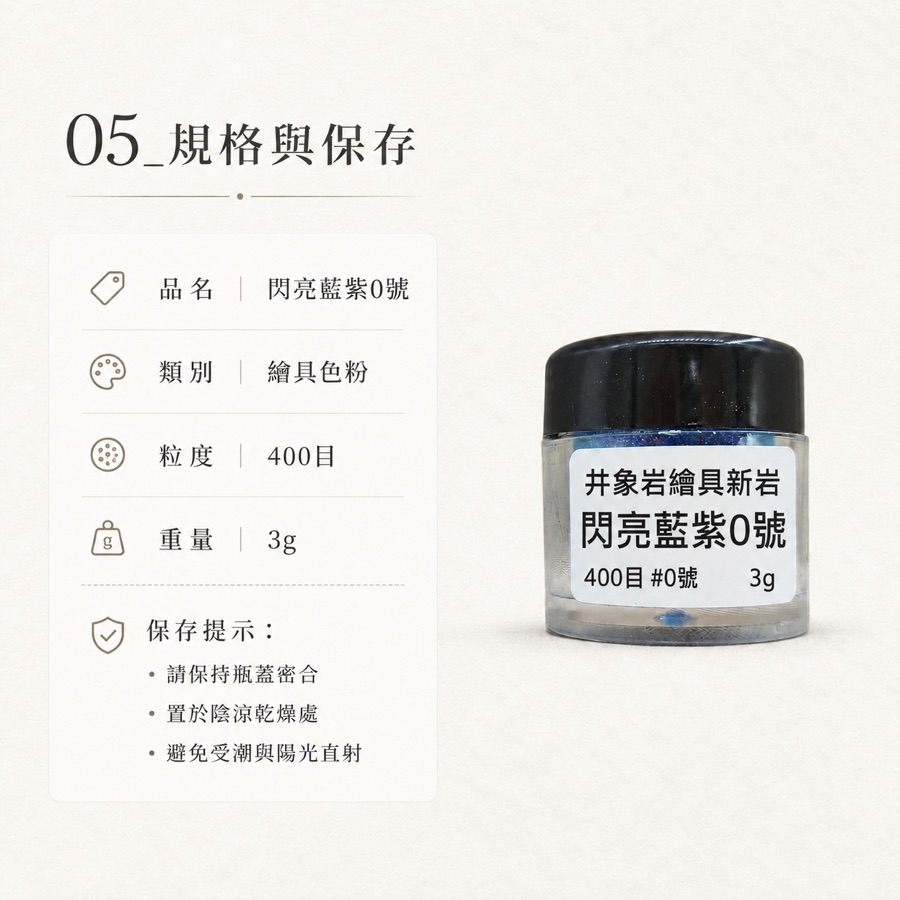 05_規格與保存
品名｜閃亮藍紫0號
類別｜繪具色粉
粒度｜400目
g 重量｜3g
保存提示：
• 請保持瓶蓋密合
• 置於陰涼乾燥處
• 避免受潮與陽光直射
井象岩繪具新岩
閃亮藍紫0號
400目 #0號 3g